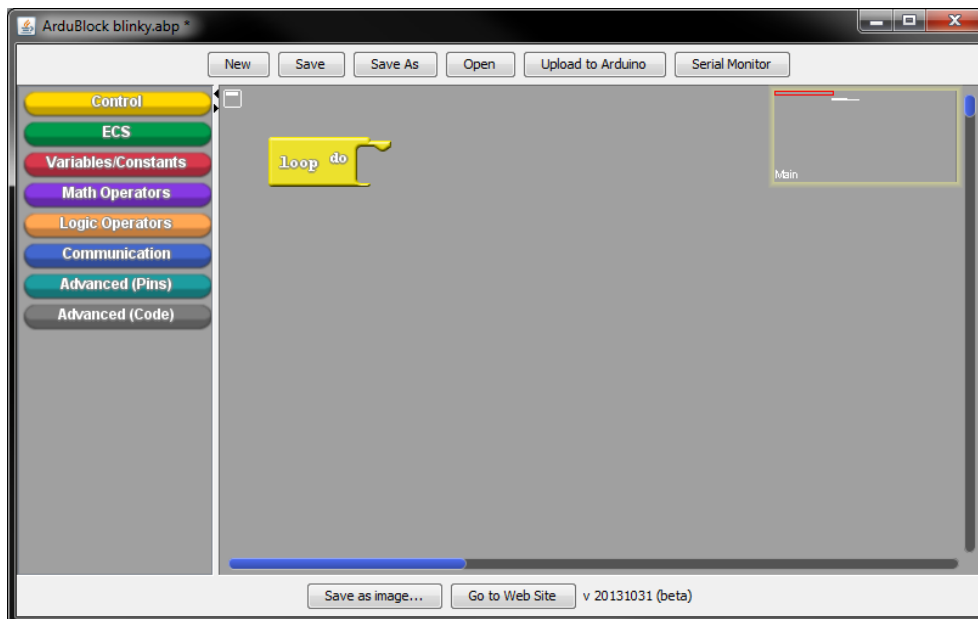 ArduBlock blinky.abp *
New Save Save As Open Upload to Arduino Serial Monitor
Control
ECS
Variables/Constants
Math Operators
Logic Operators
Communication
Advanced (Pins)
Advanced (Code)
loop do
Main
Save as image... Go to Web Site v 20131031 (beta)